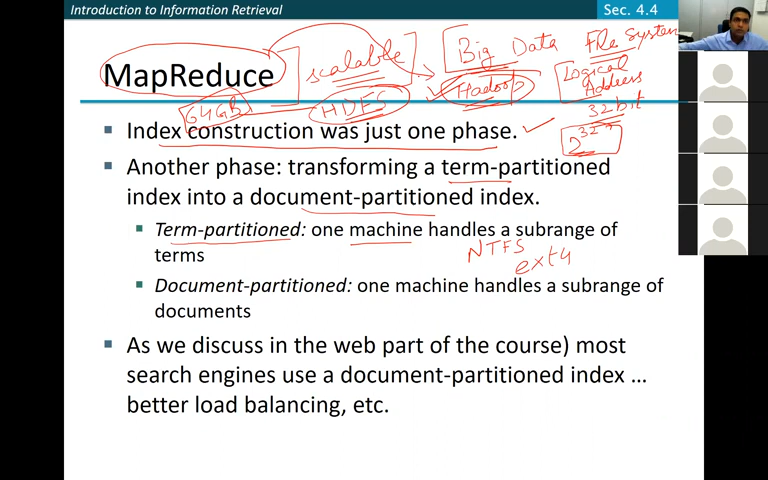 Introduction to Information Retrieval
Sec. 4.4
Big Data
File System
scalable
Logical
Address
MapReduce
Hadoop
64GB
HDFS
32 bit
2^32
Index construction was just one phase.
Another phase: transforming a term-partitioned
index into a document-partitioned index.
Term-partitioned: one machine handles a subrange of
terms
NTFS
ext4
Document-partitioned: one machine handles a subrange of
documents
As we discuss in the web part of the course) most
search engines use a document-partitioned index …
better load balancing, etc.